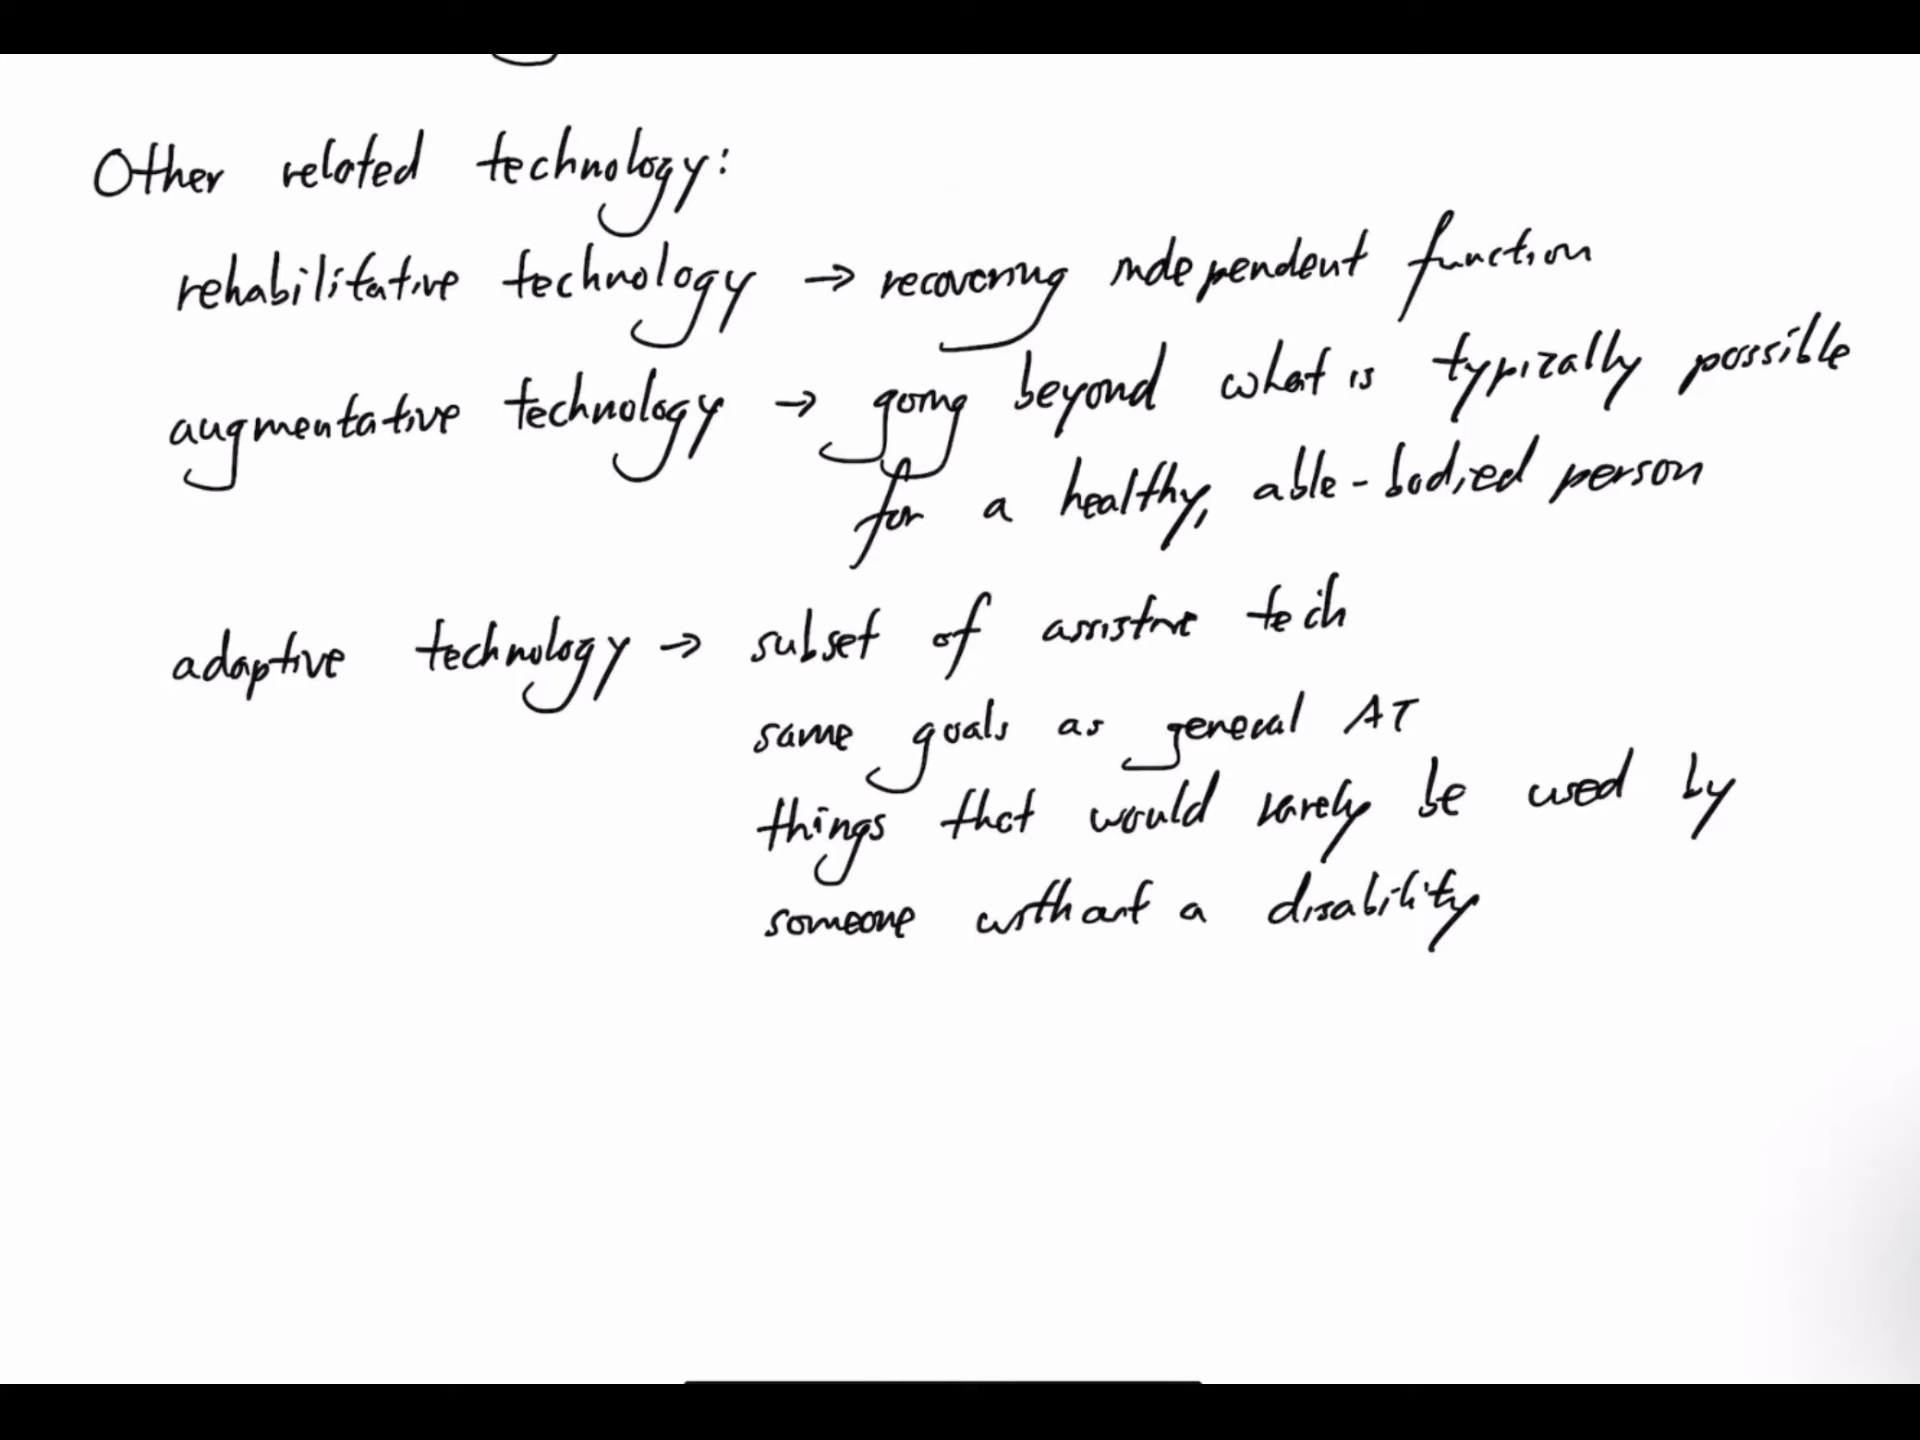 Other related technology:
rehabilitative technology → recovering independent function
augmentative technology → going beyond what is typically possible
for a healthy, able-bodied person
adaptive technology → subset of assistive tech
same goals as general AT
things that would rarely be used by
someone without a disability